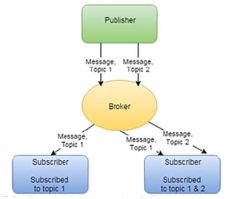 Publisher
Message,
Topic 1
Message,
Topic 2
Broker
Message,
Topic 1
Message,
Topic 1
Message,
Topic 2
Subscriber
Subscribed
to topic 1
Subscriber
Subscribed
to topic 1 & 2